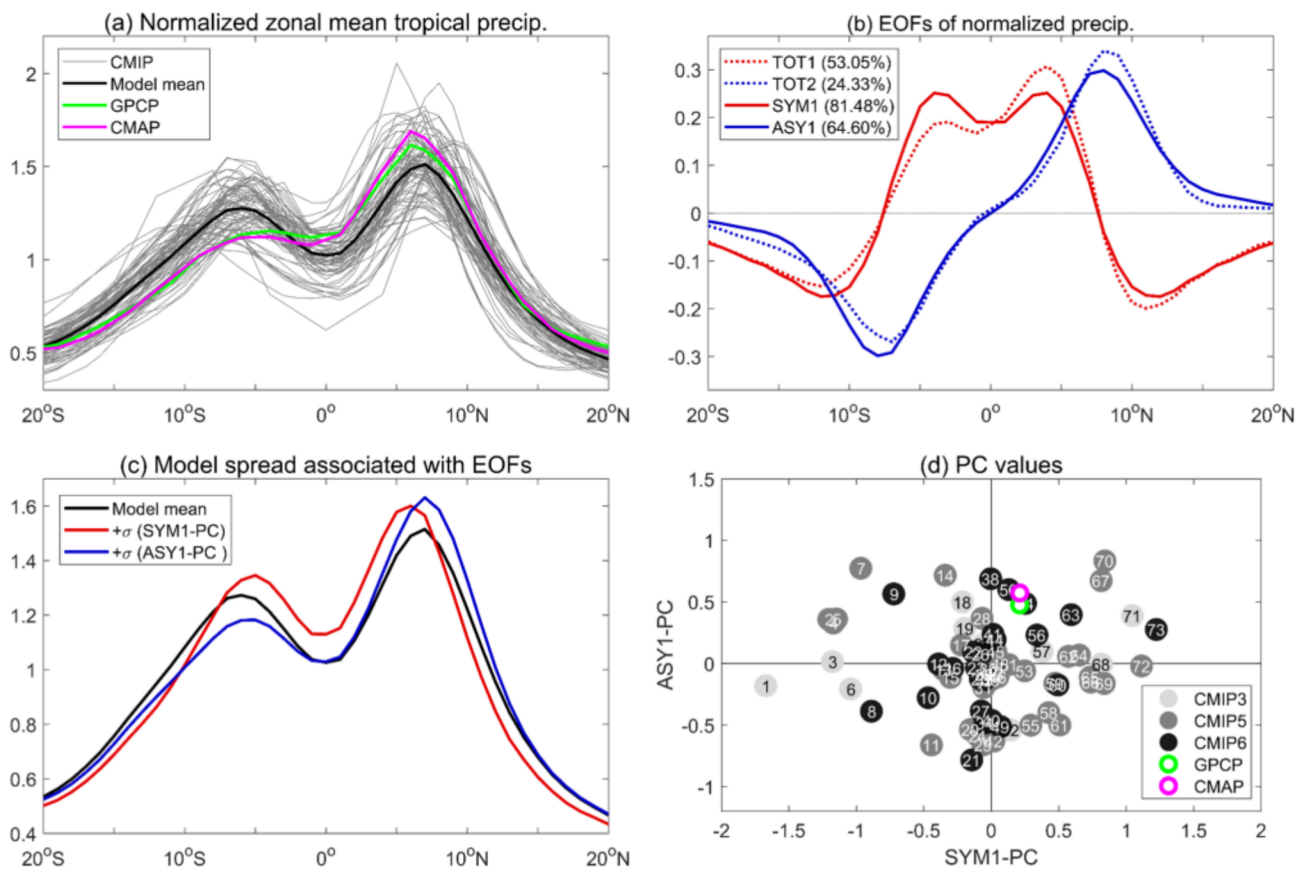 (a) Normalized zonal mean tropical precip.
CMIP
Model mean
GPCP
CMAP
2
1.5
1
0.5
20°S 10°S 0° 10°N 20°N
(b) EOFs of normalized precip.
TOT1 (53.05%)
TOT2 (24.33%)
SYM1 (81.48%)
ASY1 (64.60%)
0.3
0.2
0.1
0
-0.1
-0.2
-0.3
20°S 10°S 0° 10°N 20°N
(c) Model spread associated with EOFs
Model mean
+σ (SYM1-PC)
+σ (ASY1-PC )
1.6
1.4
1.2
1.0
0.8
0.6
0.4
20°S 10°S 0° 10°N 20°N
(d) PC values
1.5
1
0.5
0
-0.5
-1
ASY1-PC
7 14 38 70
67
9 18 71
25 28 63 73
19 56
17 57
3 62 64 68 72
53
1 6 15 69
10
8 27 58
55 61
11
21
CMIP3
CMIP5
CMIP6
GPCP
CMAP
-2 -1.5 -1 -0.5 0 0.5 1 1.5 2
SYM1-PC